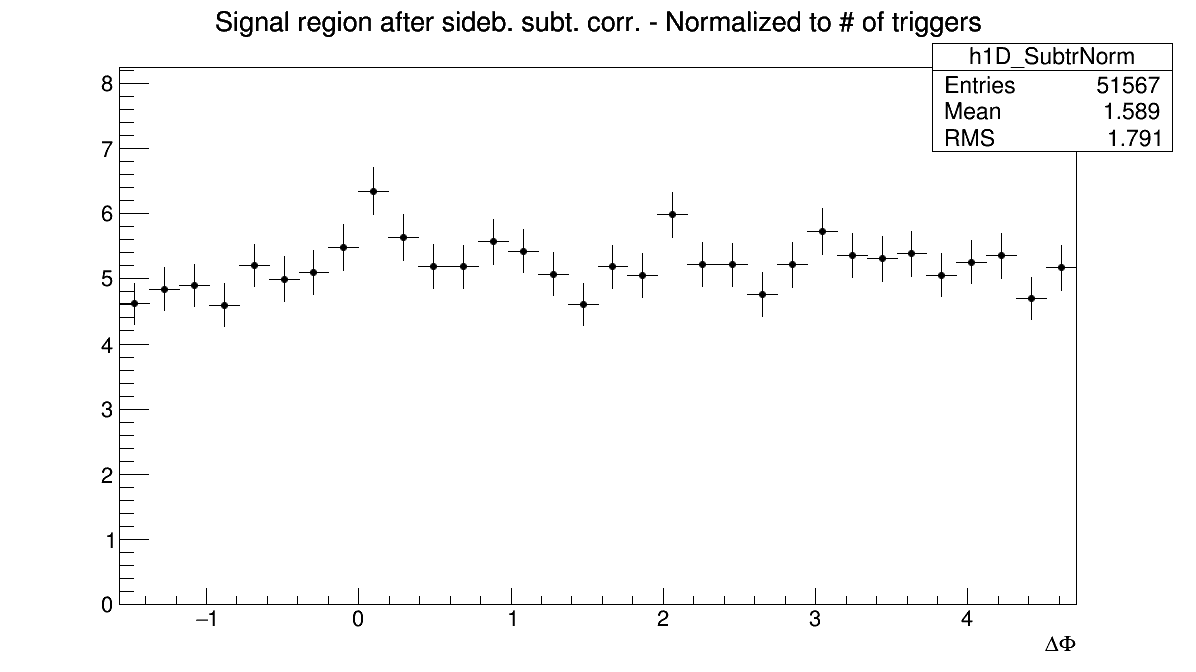 Signal region after sideb. subt. corr. - Normalized to # of triggers
h1D_SubtrNorm
Entries 51567
Mean 1.589
RMS 1.791
8
7
6
5
4
3
2
1
0
−1 0 1 2 3 4
ΔΦ